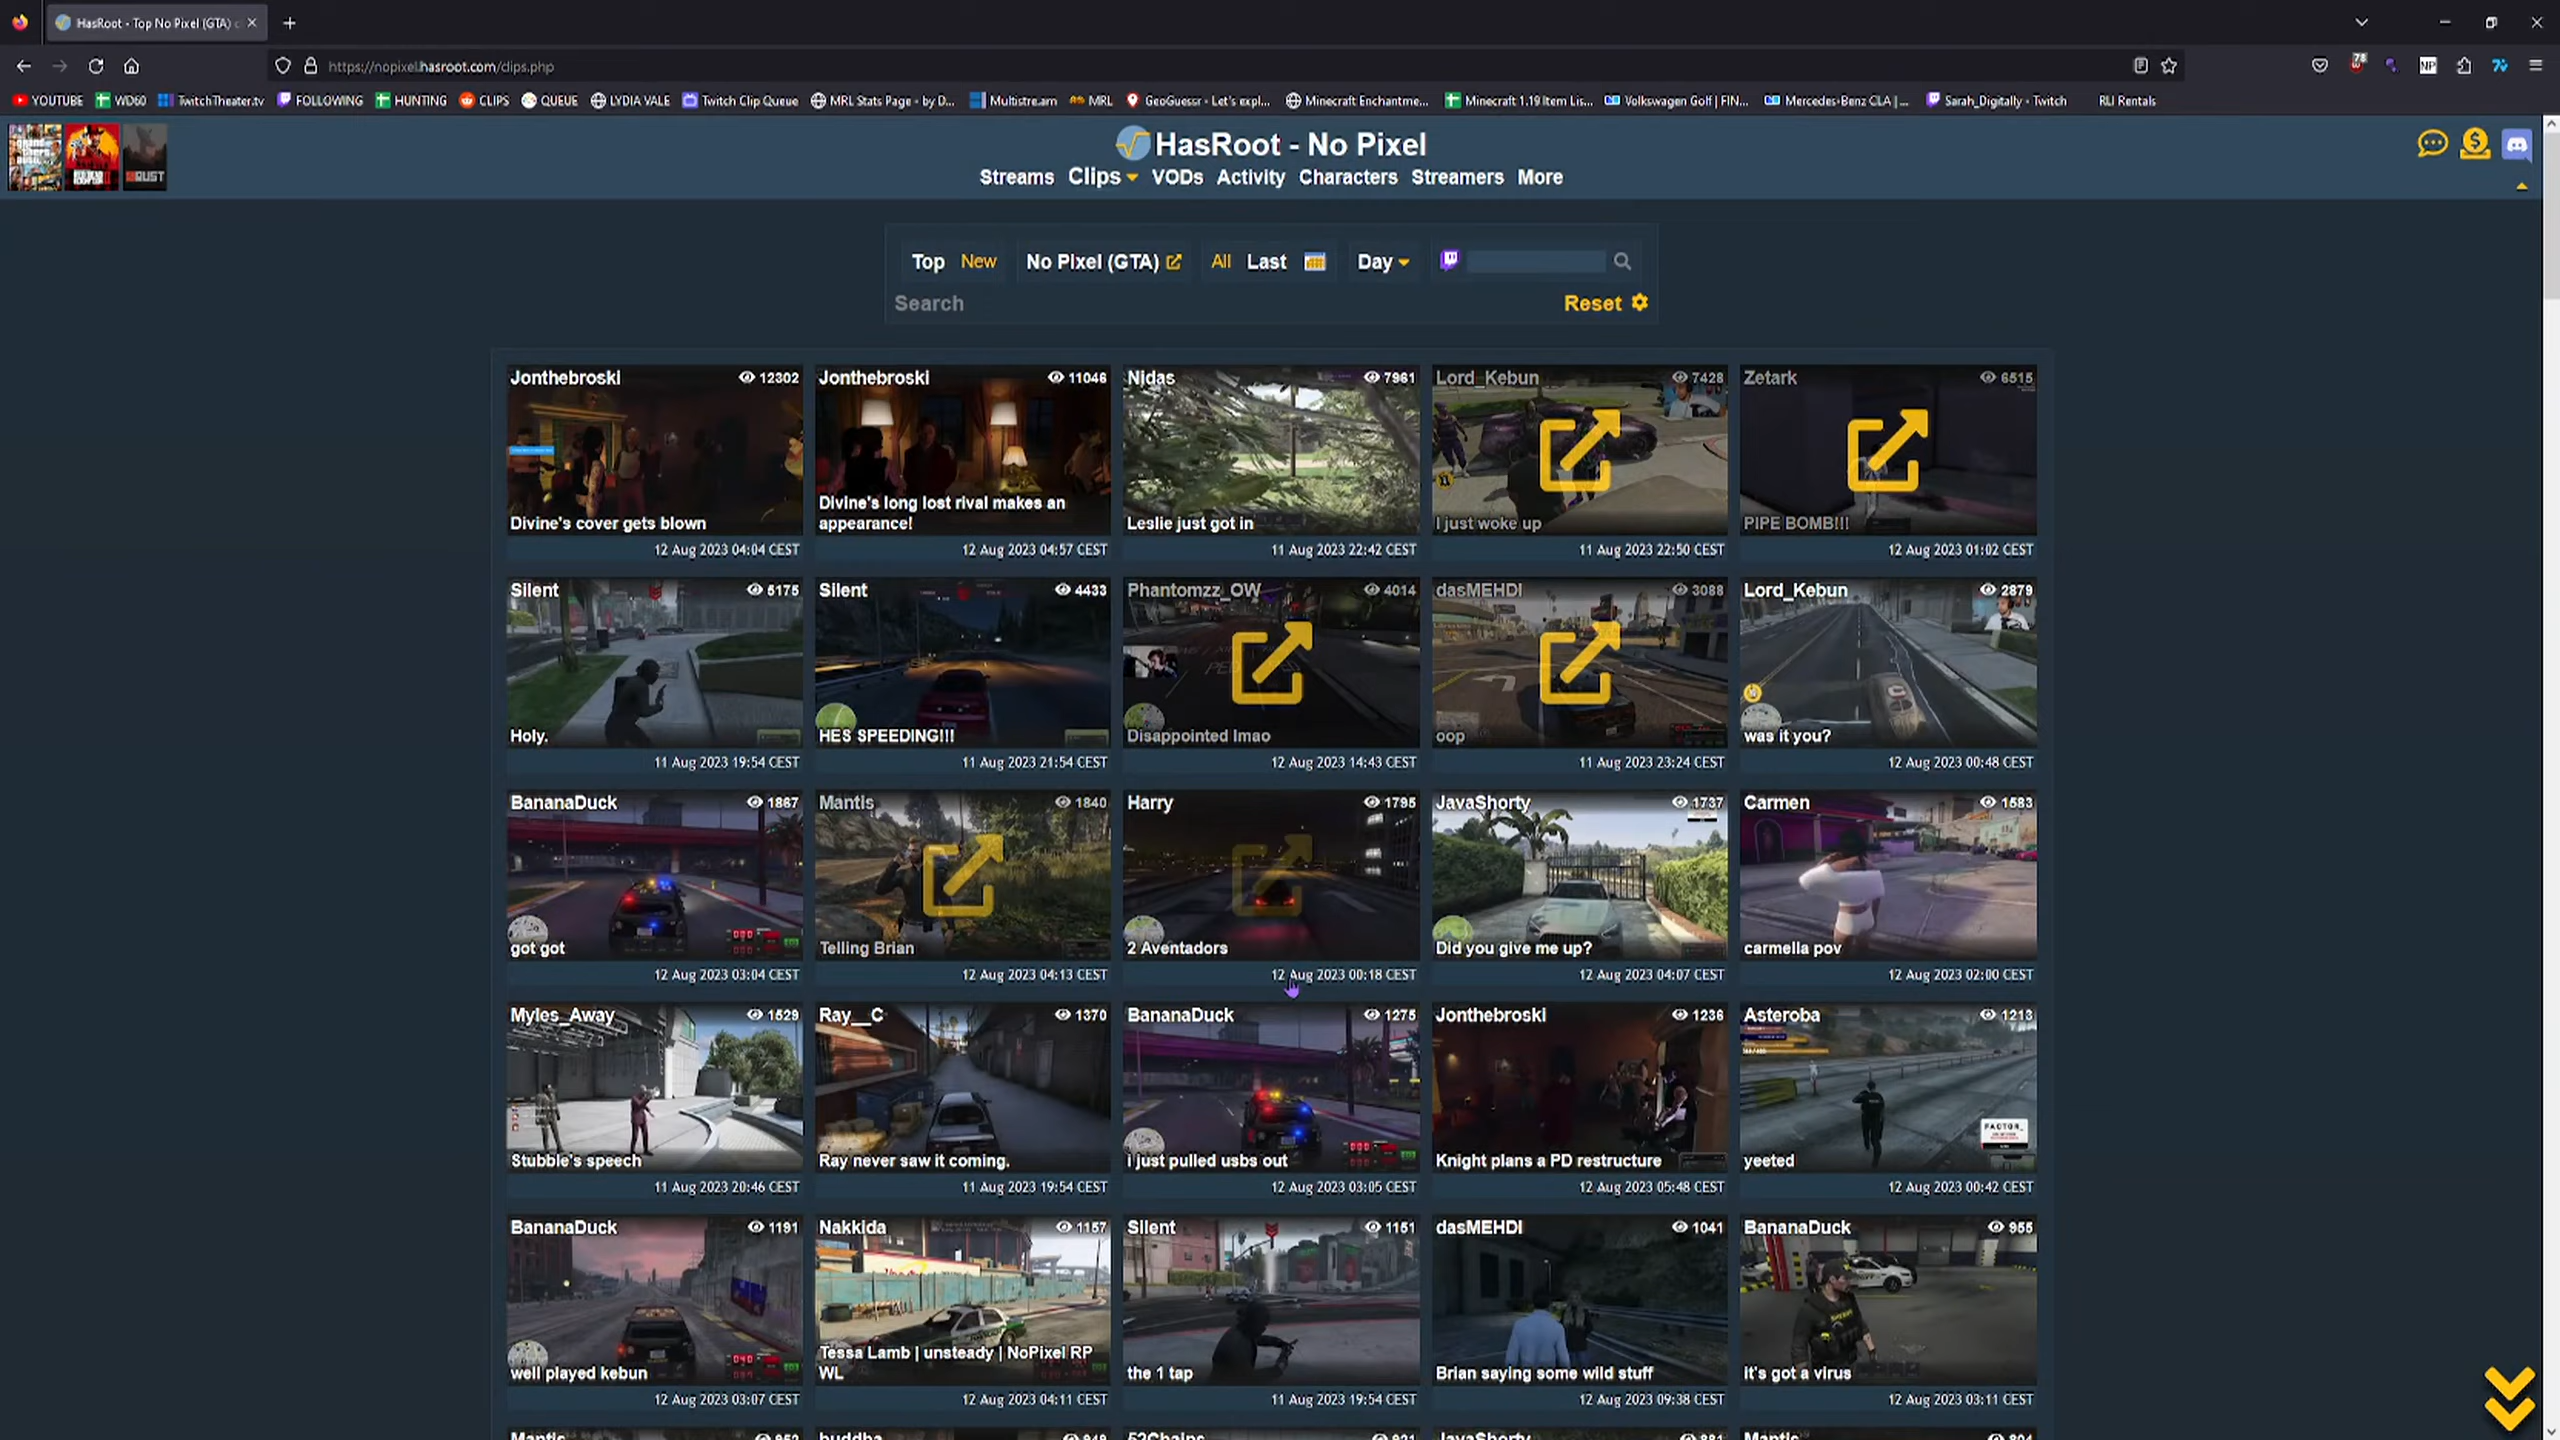 HasRoot - Top No Pixel (GTA) c
https://nopixel.hasroot.com/clips.php
78
NP
YOUTUBE WD60 TwitchTheater.tv FOLLOWING HUNTING CLIPS QUEUE LYDIA VALE Twitch Clip Queue MRL Stats Page - by D... Multistre.am MRL GeoGuessr - Let's expl... Minecraft Enchantme... Minecraft 1.19 Item Lis... Volkswagen Golf | FIN... Mercedes-Benz CLA |... Sarah_Digitally - Twitch RLI Rentals
RUST
HasRoot - No Pixel
Streams Clips VODs Activity Characters Streamers More
Top New No Pixel (GTA) All Last Day
Search Reset
Jonthebroski 12302 Jonthebroski 11046 Nidas 7961 Lord_Kebun 7428 Zetark 6515
Divine's long lost rival makes an
Divine's cover gets blown appearance! Leslie just got in I just woke up PIPE BOMB!!!
12 Aug 2023 04:04 CEST 12 Aug 2023 04:57 CEST 11 Aug 2023 22:42 CEST 11 Aug 2023 22:50 CEST 12 Aug 2023 01:02 CEST
Silent 5175 Silent 4433 Phantomzz_OW 4014 dasMEHDI 3088 Lord_Kebun 2879
Holy. HES SPEEDING!!! Disappointed lmao oop was it you?
11 Aug 2023 19:54 CEST 11 Aug 2023 21:54 CEST 12 Aug 2023 14:43 CEST 11 Aug 2023 23:24 CEST 12 Aug 2023 00:48 CEST
BananaDuck 1867 Mantis 1840 Harry 1795 JavaShorty 1737 Carmen 1583
got got Telling Brian 2 Aventadors Did you give me up? carmella pov
12 Aug 2023 03:04 CEST 12 Aug 2023 04:13 CEST 12 Aug 2023 00:18 CEST 12 Aug 2023 04:07 CEST 12 Aug 2023 02:00 CEST
Myles_Away 1529 Ray__C 1370 BananaDuck 1275 Jonthebroski 1236 Asteroba 1213
FACTOR_
Stubble's speech Ray never saw it coming. i just pulled usbs out Knight plans a PD restructure yeeted
11 Aug 2023 20:46 CEST 11 Aug 2023 19:54 CEST 12 Aug 2023 03:05 CEST 12 Aug 2023 05:48 CEST 12 Aug 2023 00:42 CEST
BananaDuck 1191 Nakkida 1157 Silent 1151 dasMEHDI 1041 BananaDuck 955
Tessa Lamb | unsteady | NoPixel RP
well played kebun WL the 1 tap Brian saying some wild stuff it's got a virus
12 Aug 2023 03:07 CEST 12 Aug 2023 04:11 CEST 11 Aug 2023 19:54 CEST 12 Aug 2023 09:38 CEST 12 Aug 2023 03:11 CEST
Mantis buddha JavaShorty Mantis